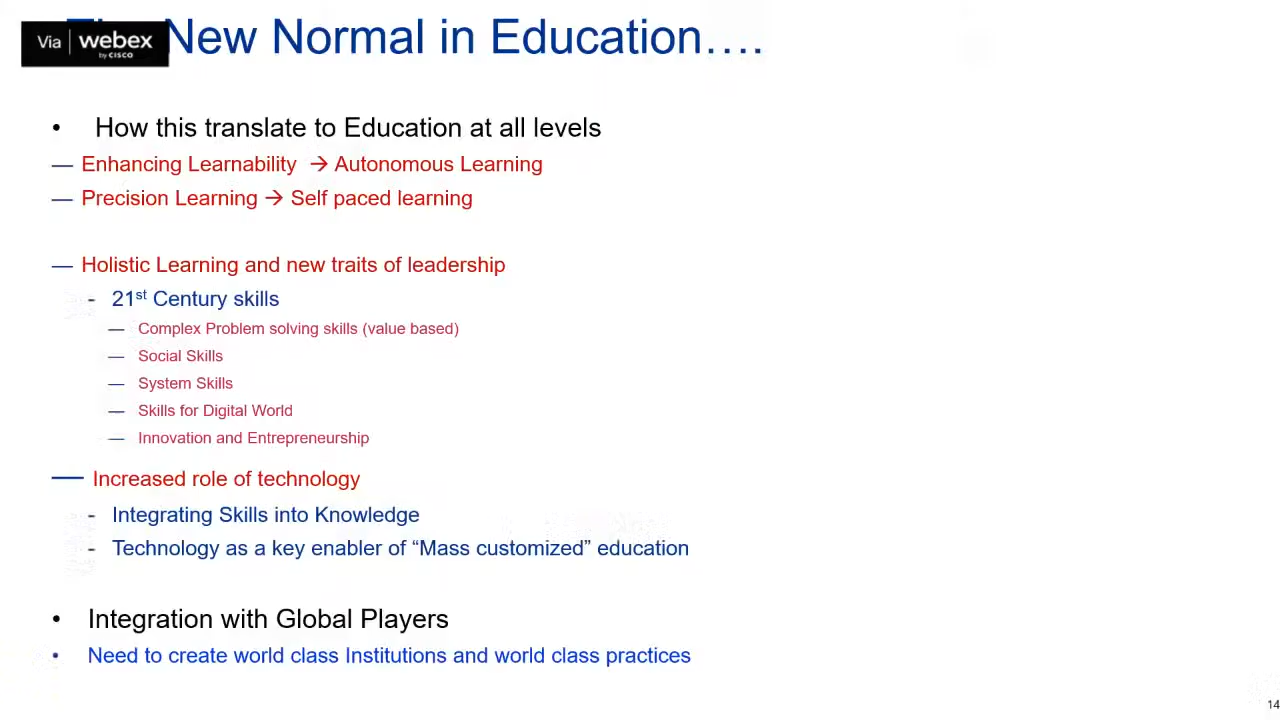 The New Normal in Education….
Via webex
by CISCO
• How this translate to Education at all levels
— Enhancing Learnability → Autonomous Learning
— Precision Learning → Self paced learning
— Holistic Learning and new traits of leadership
- 21st Century skills
— Complex Problem solving skills (value based)
— Social Skills
— System Skills
— Skills for Digital World
— Innovation and Entrepreneurship
— Increased role of technology
- Integrating Skills into Knowledge
- Technology as a key enabler of “Mass customized” education
• Integration with Global Players
• Need to create world class Institutions and world class practices
14